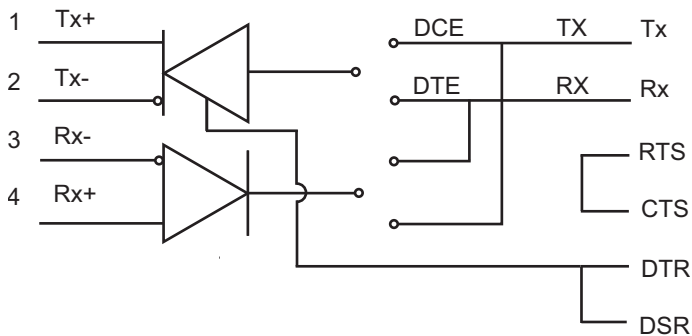 1 Tx+ DCE TX Tx
2 Tx- DTE RX Rx
3 Rx- RTS
4 Rx+ CTS
DTR
DSR